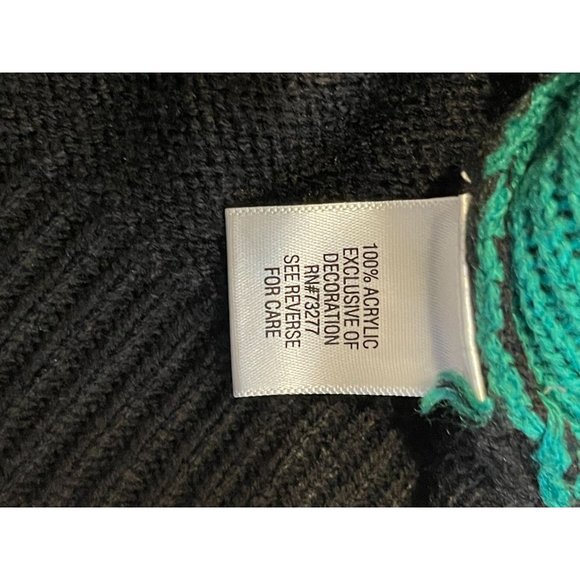 100% ACRYLIC
EXCLUSIVE OF
DECORATION
RN#73277
SEE REVERSE
FOR CARE